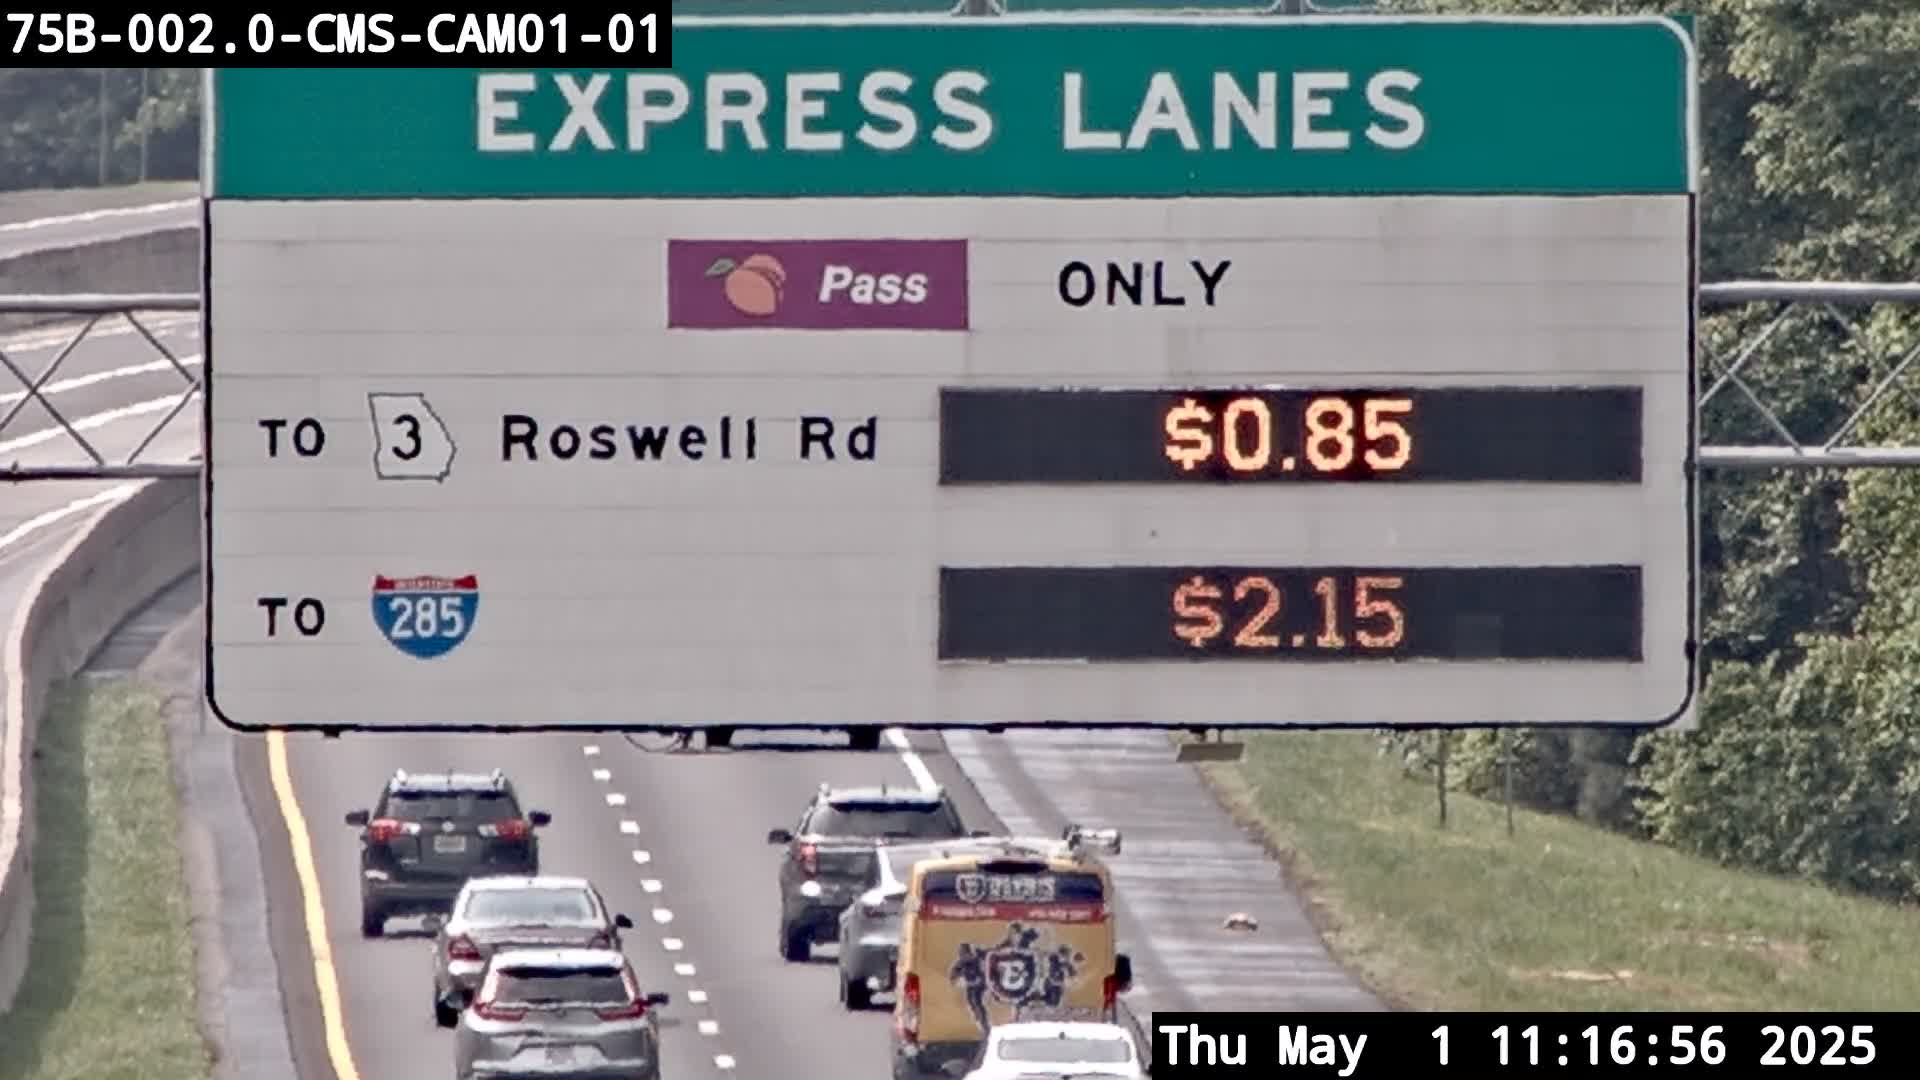 75B-002.0-CMS-CAM01-01
EXPRESS LANES
Pass ONLY
TO 3 Roswell Rd $0.85
TO INTERSTATE 285 $2.15
Thu May 1 11:16:56 2025